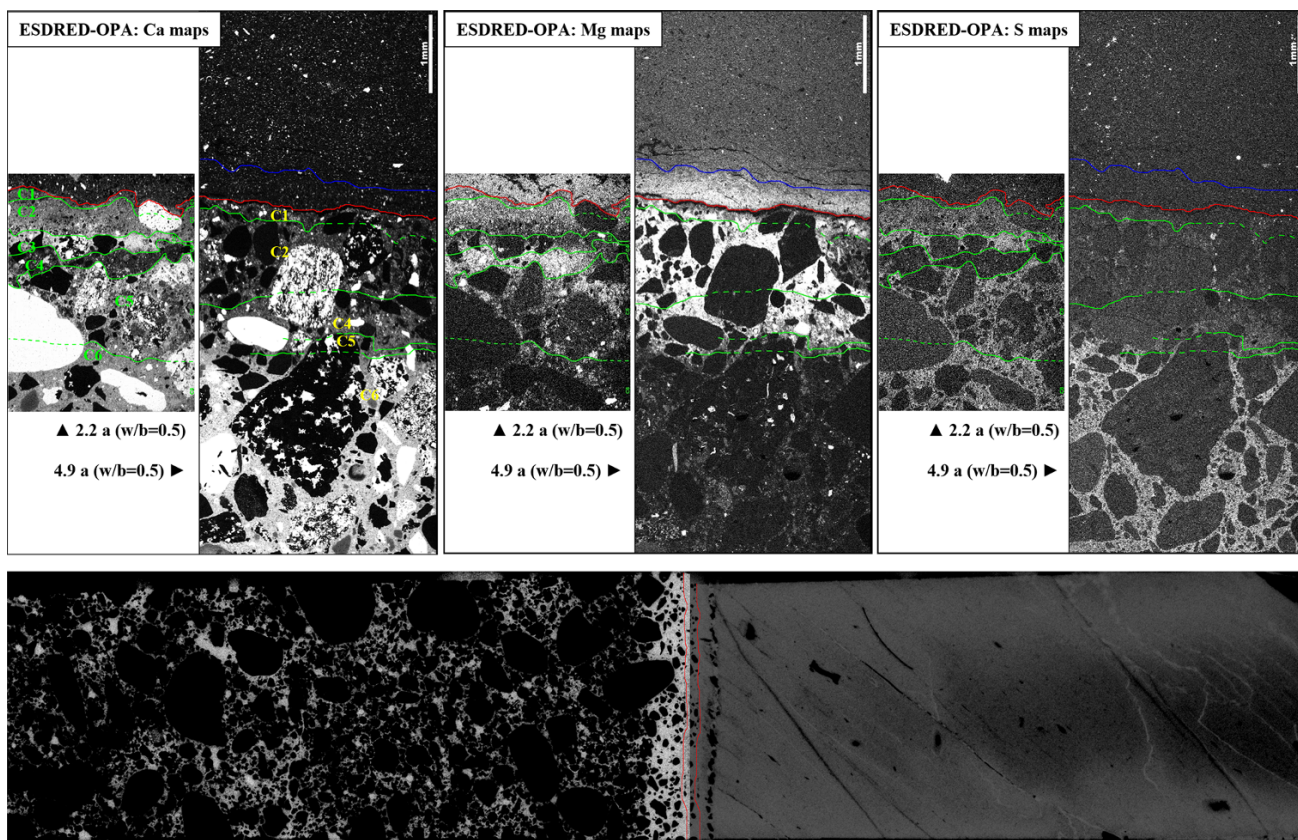 ESDRED-OPA: Ca maps
1mm
C1
C2
C3
C4
C5
C6
C1
C2
C4
C5
C6
▲ 2.2 a (w/b=0.5)
4.9 a (w/b=0.5) ►
ESDRED-OPA: Mg maps
1mm
▲ 2.2 a (w/b=0.5)
4.9 a (w/b=0.5) ►
ESDRED-OPA: S maps
1mm
▲ 2.2 a (w/b=0.5)
4.9 a (w/b=0.5) ►